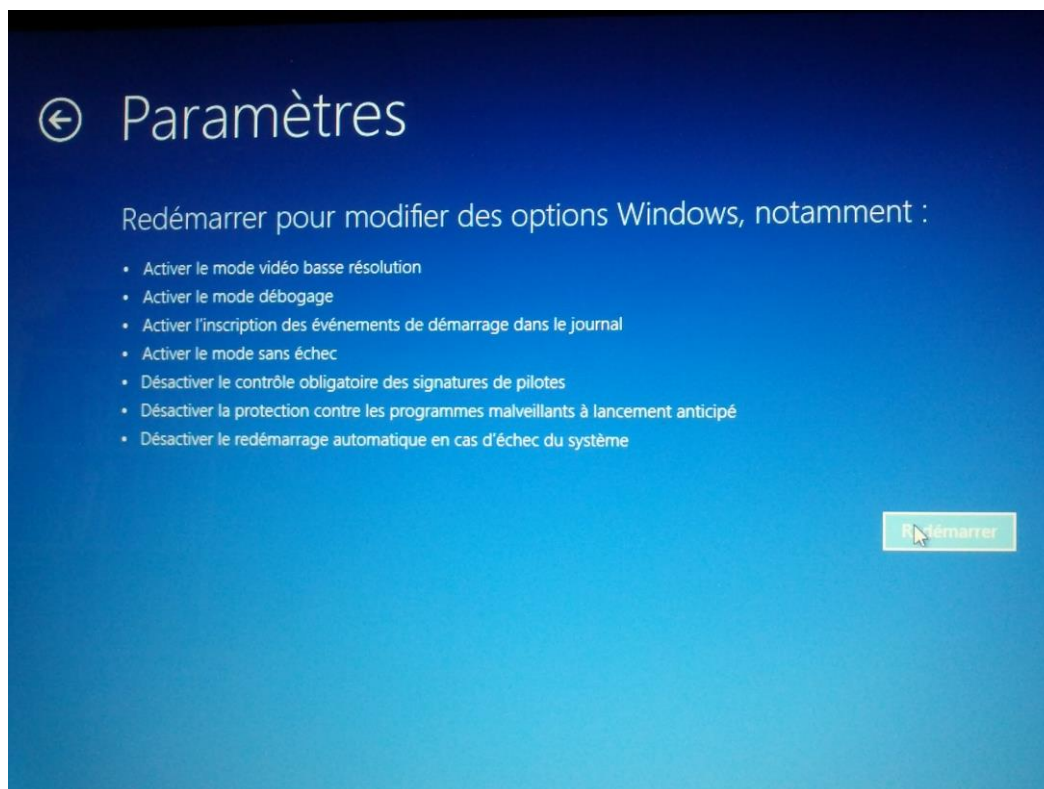 Paramètres
Redémarrer pour modifier des options Windows, notamment :
• Activer le mode vidéo basse résolution
• Activer le mode débogage
• Activer l'inscription des événements de démarrage dans le journal
• Activer le mode sans échec
• Désactiver le contrôle obligatoire des signatures de pilotes
• Désactiver la protection contre les programmes malveillants à lancement anticipé
• Désactiver le redémarrage automatique en cas d'échec du système
Redémarrer